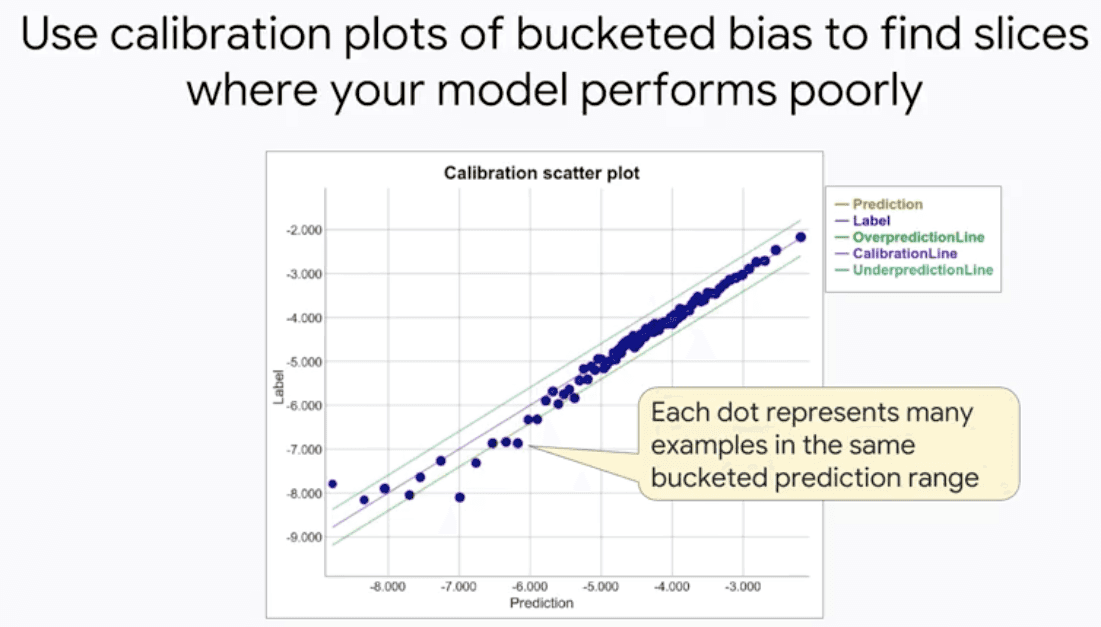 Use calibration plots of bucketed bias to find slices
where your model performs poorly
Calibration scatter plot
-2.000
-3.000
-4.000
-5.000
-6.000
-7.000
-8.000
-9.000
Label
-8.000 -7.000 -6.000 -5.000 -4.000 -3.000
Prediction
Prediction
Label
OverpredictionLine
CalibrationLine
UnderpredictionLine
Each dot represents many
examples in the same
bucketed prediction range